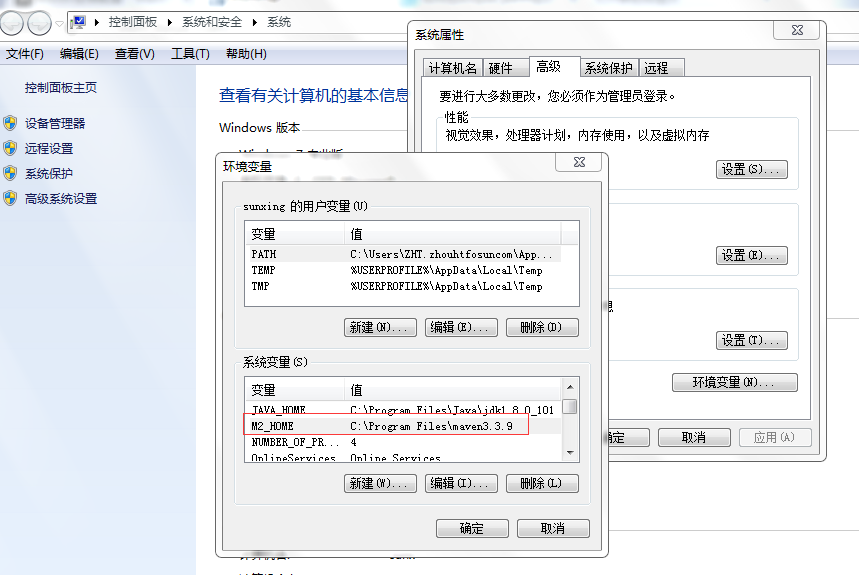 控制面板 系统和安全 系统
文件(F) 编辑(E) 查看(V) 工具(T) 帮助(H)
控制面板主页
设备管理器
远程设置
系统保护
高级系统设置
查看有关计算机的基本信息
Windows 版本
系统属性
计算机名 硬件 高级 系统保护 远程
要进行大多数更改，您必须作为管理员登录。
性能
视觉效果，处理器计划，内存使用，以及虚拟内存
设置(S)...
设置(E)...
息
设置(T)...
环境变量(N)...
定 取消 应用(A)
环境变量
sunxing 的用户变量(U)
变量 值
PATH C:\Users\ZHT.zhouhtfosuncom\App...
TEMP %USERPROFILE%\AppData\Local\Temp
TMP %USERPROFILE%\AppData\Local\Temp
新建(N)... 编辑(E)... 删除(D)
系统变量(S)
变量 值
JAVA_HOME C:\Program Files\Java\jdk1.8.0_101
M2_HOME C:\Program Files\maven3.3.9
NUMBER_OF_PR... 4
OnlineServices Online Services
新建(W)... 编辑(I)... 删除(L)
确定 取消